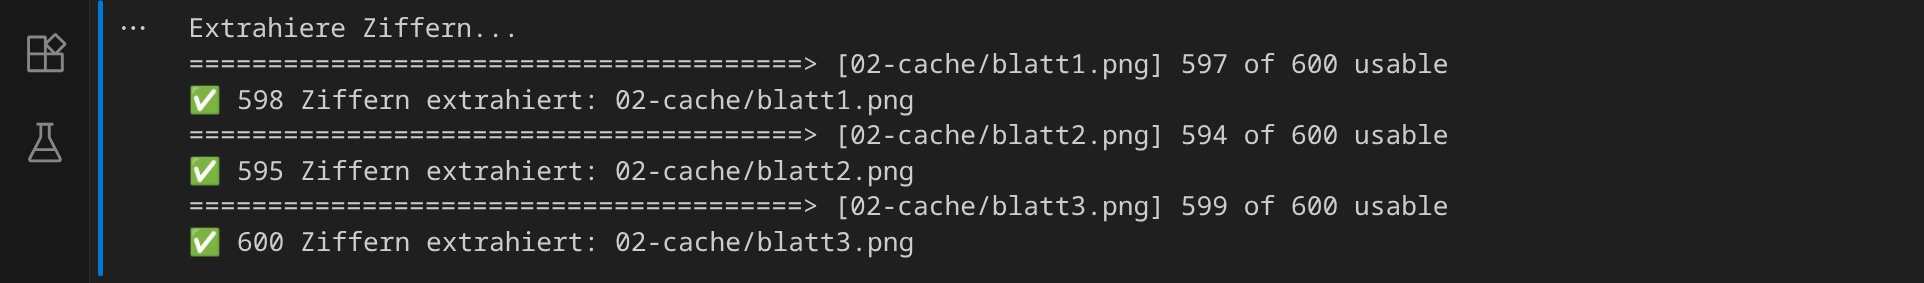 ... Extrahiere Ziffern...
=======================================> [02-cache/blatt1.png] 597 of 600 usable
✅ 598 Ziffern extrahiert: 02-cache/blatt1.png
=======================================> [02-cache/blatt2.png] 594 of 600 usable
✅ 595 Ziffern extrahiert: 02-cache/blatt2.png
=======================================> [02-cache/blatt3.png] 599 of 600 usable
✅ 600 Ziffern extrahiert: 02-cache/blatt3.png